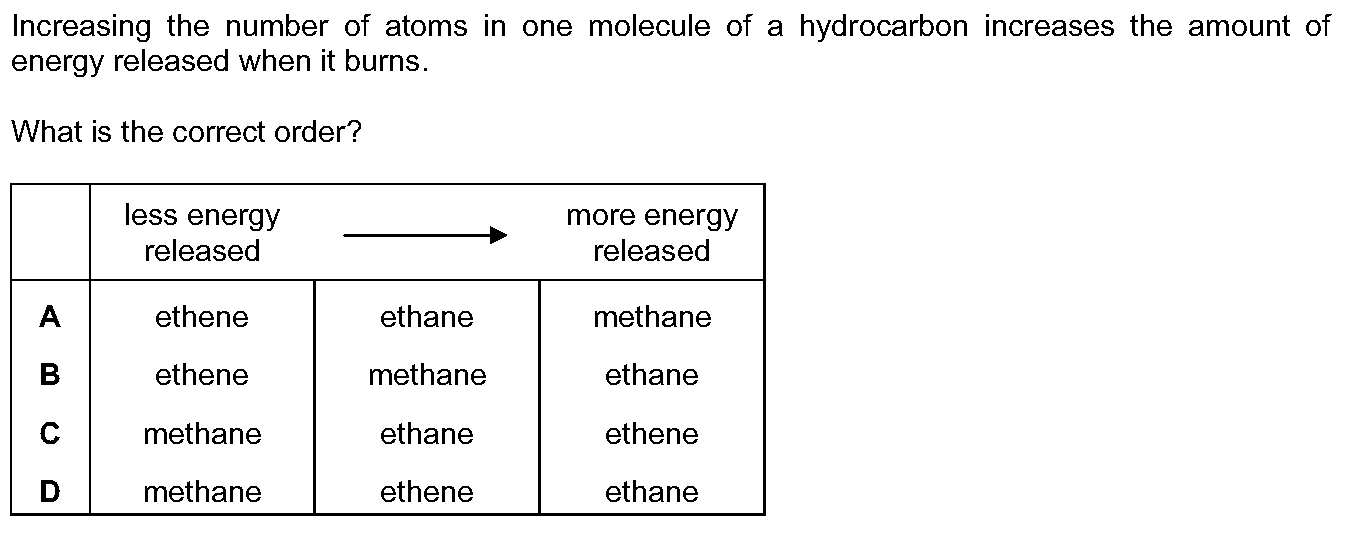 Increasing the number of atoms in one molecule of a hydrocarbon increases the amount of
energy released when it burns.
What is the correct order?
less energy released more energy released
A ethene ethane methane
B ethene methane ethane
C methane ethane ethene
D methane ethene ethane